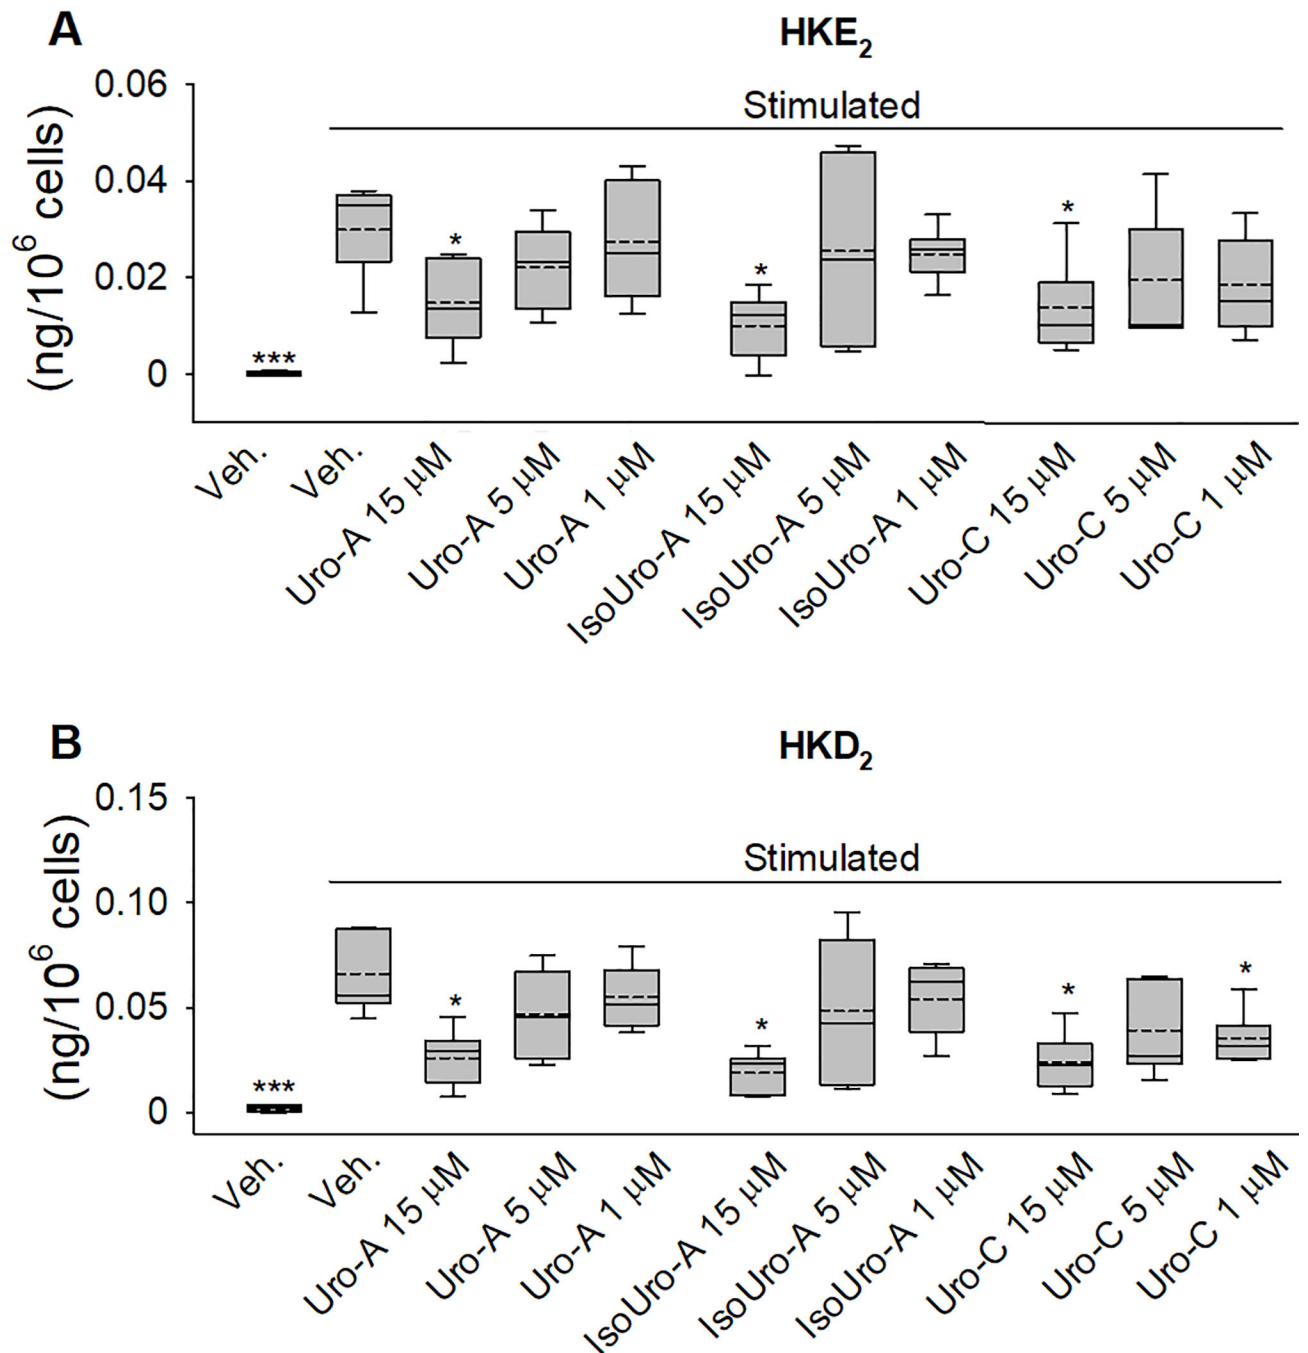 A
HKE₂
(ng/10⁶ cells)
0.06
0.04
0.02
0
Stimulated
***
*
*
*
Veh.
Veh.
Uro-A 15 μM
Uro-A 5 μM
Uro-A 1 μM
IsoUro-A 15 μM
IsoUro-A 5 μM
IsoUro-A 1 μM
Uro-C 15 μM
Uro-C 5 μM
Uro-C 1 μM
B
HKD₂
(ng/10⁶ cells)
0.15
0.10
0.05
0
Stimulated
***
*
*
*
*
Veh.
Veh.
Uro-A 15 μM
Uro-A 5 μM
Uro-A 1 μM
IsoUro-A 15 μM
IsoUro-A 5 μM
IsoUro-A 1 μM
Uro-C 15 μM
Uro-C 5 μM
Uro-C 1 μM